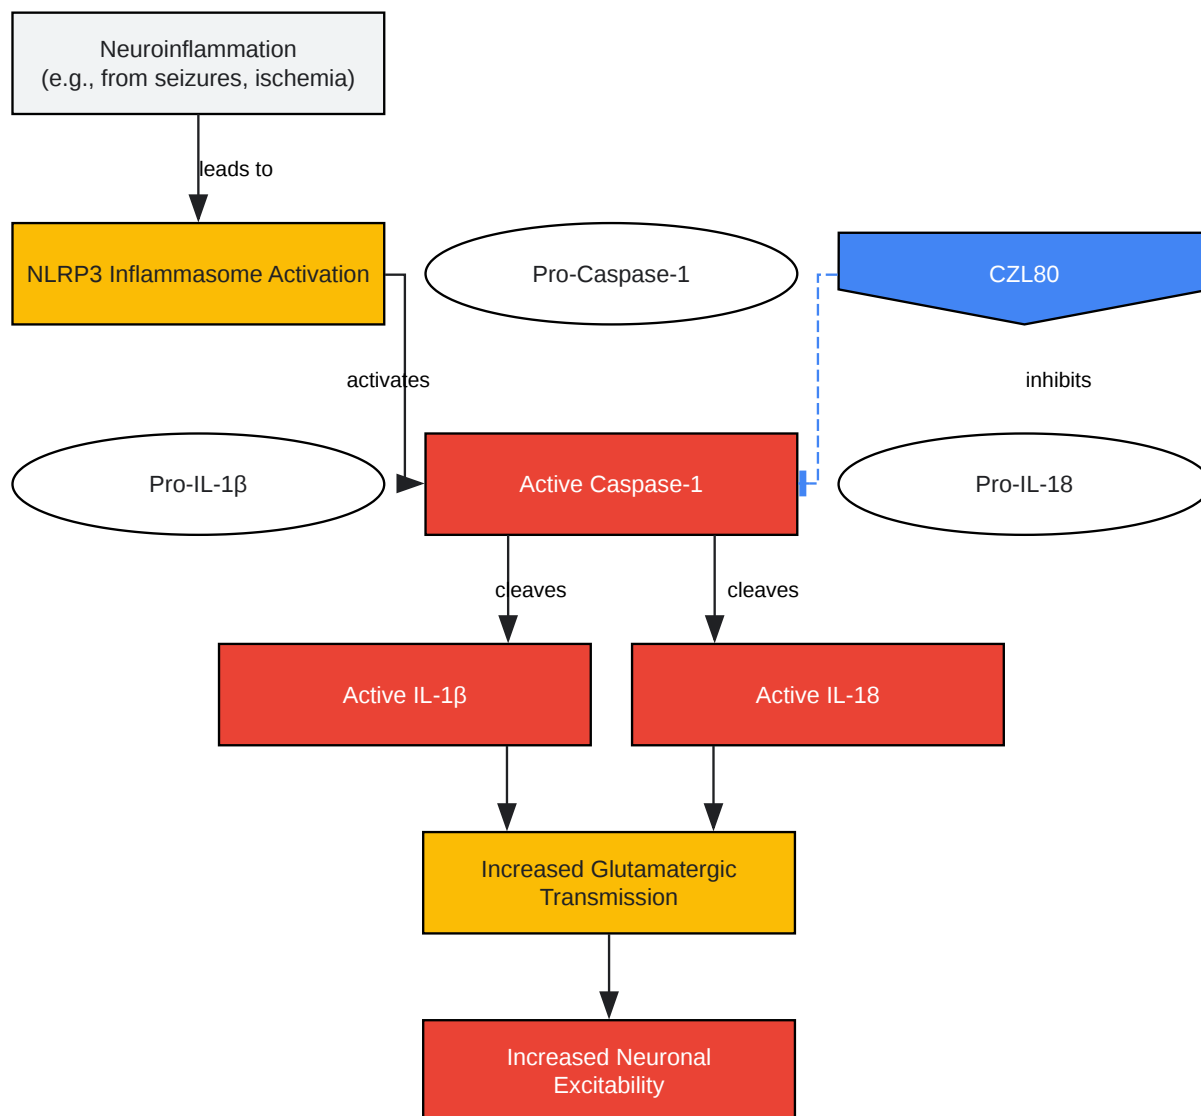 Neuroinflammation
(e.g., from seizures, ischemia)
leads to
NLRP3 Inflammasome Activation
Pro-Caspase-1
CZL80
activates
inhibits
Pro-IL-1β
Active Caspase-1
Pro-IL-18
cleaves
cleaves
Active IL-1β
Active IL-18
Increased Glutamatergic
Transmission
Increased Neuronal
Excitability